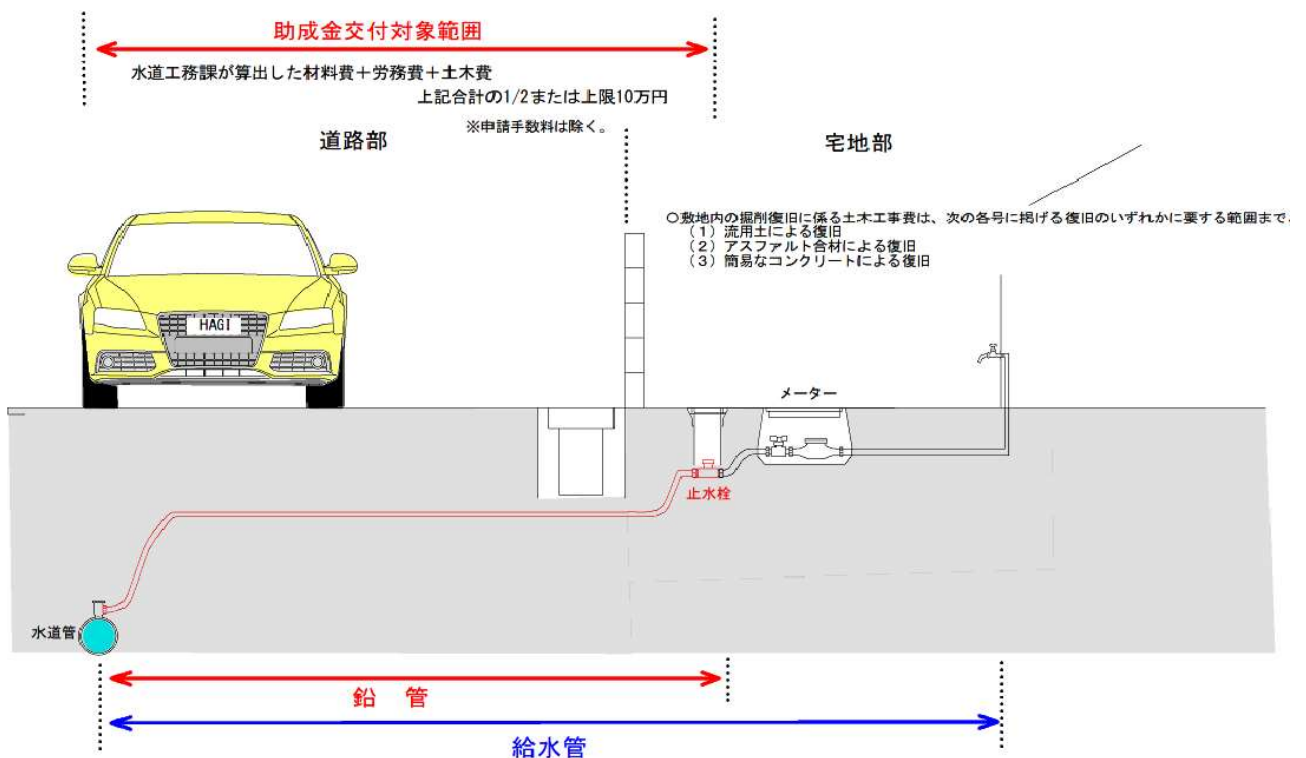 助成金交付対象範囲
水道工務課が算出した材料費＋労務費＋土木費
上記合計の1/2または上限10万円
※申請手数料は除く。
道路部
宅地部
○敷地内の掘削復旧に係る土木工事費は、次の各号に掲げる復旧のいずれかに要する範囲まで、
（1）流用土による復旧
（2）アスファルト合材による復旧
（3）簡易なコンクリートによる復旧
HAGI
メーター
止水栓
水道管
鉛　管
給水管